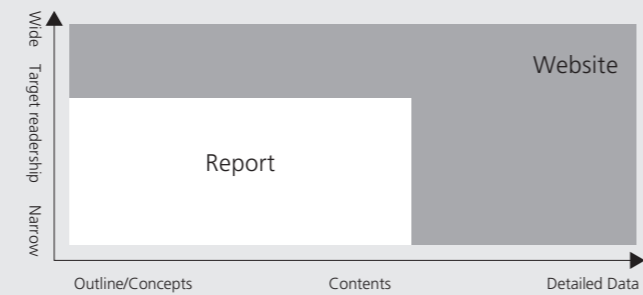 Wide
Target readership
Narrow
Website
Report
Outline/Concepts
Contents
Detailed Data